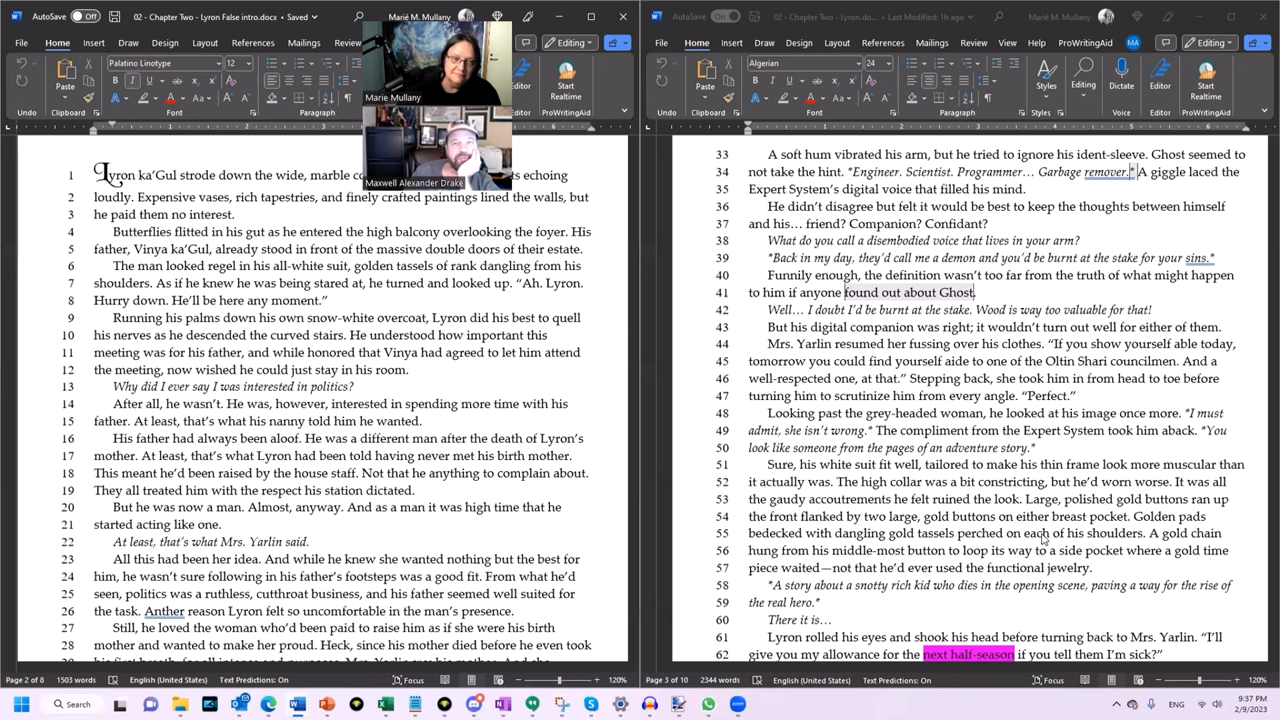 AutoSave Off 02 - Chapter Two - Lyron False intro.docx • Saved Marié M. Mullany
File Home Insert Draw Design Layout References Mailings Editing
Undo Paste Clipboard
Palatino Linotype 12
Font Paragraph
Editor Start Realtime
Editor ProWritingAid
Marie Mullany
Maxwell Alexander Drake
1 Lyron ka’Gul strode down the wide, marble ts echoing
2 loudly. Expensive vases, rich tapestries, and finely crafted paintings lined the walls, but
3 he paid them no interest.
4 Butterflies flitted in his gut as he entered the high balcony overlooking the foyer. His
5 father, Vinya ka’Gul, already stood in front of the massive double doors of their estate.
6 The man looked regel in his all-white suit, golden tassels of rank dangling from his
7 shoulders. As if he knew he was being stared at, he turned and looked up. “Ah. Lyron.
8 Hurry down. He’ll be here any moment.”
9 Running his palms down his own snow-white overcoat, Lyron did his best to quell
10 his nerves as he descended the curved stairs. He understood how important this
11 meeting was for his father, and while honored that Vinya had agreed to let him attend
12 the meeting, now wished he could just stay in his room.
13 Why did I ever say I was interested in politics?
14 After all, he wasn’t. He was, however, interested in spending more time with his
15 father. At least, that’s what his nanny told him he wanted.
16 His father had always been aloof. He was a different man after the death of Lyron’s
17 mother. At least, that’s what Lyron had been told having never met his birth mother.
18 This meant he’d been raised by the house staff. Not that he anything to complain about.
19 They all treated him with the respect his station dictated.
20 But he was now a man. Almost, anyway. And as a man it was high time that he
21 started acting like one.
22 At least, that’s what Mrs. Yarlin said.
23 All this had been her idea. And while he knew she wanted nothing but the best for
24 him, he wasn’t sure following in his father’s footsteps was a good fit. From what he’d
25 seen, politics was a ruthless, cutthroat business, and his father seemed well suited for
26 the task. Anther reason Lyron felt so uncomfortable in the man’s presence.
27 Still, he loved the woman who’d been paid to raise him as if she were his birth
28 mother and wanted to make her proud. Heck, since his mother died before he even took
Page 2 of 8 1503 words English (United States) Text Predictions: On Focus 120%
AutoSave On 02 - Chapter Two - Lyron.do... • Last Modified: 1h ago Marié M. Mullany MA
File Home Insert Draw Design Layout References Mailings Review View Help ProWritingAid Editing
Undo Paste Clipboard
Algerian 24
Font Paragraph
Styles Editing Dictate Editor Start Realtime
Styles Voice Editor ProWritingAid
33 A soft hum vibrated his arm, but he tried to ignore his ident-sleeve. Ghost seemed to
34 not take the hint. *Engineer. Scientist. Programmer… Garbage remover.* A giggle laced the
35 Expert System’s digital voice that filled his mind.
36 He didn’t disagree but felt it would be best to keep the thoughts between himself
37 and his… friend? Companion? Confidant?
38 What do you call a disembodied voice that lives in your arm?
39 *Back in my day, they’d call me a demon and you’d be burnt at the stake for your sins.*
40 Funnily enough, the definition wasn’t too far from the truth of what might happen
41 to him if anyone found out about Ghost.
42 Well… I doubt I’d be burnt at the stake. Wood is way too valuable for that!
43 But his digital companion was right; it wouldn’t turn out well for either of them.
44 Mrs. Yarlin resumed her fussing over his clothes. “If you show yourself able today,
45 tomorrow you could find yourself aide to one of the Oltin Shari councilmen. And a
46 well-respected one, at that.” Stepping back, she took him in from head to toe before
47 turning him to scrutinize him from every angle. “Perfect.”
48 Looking past the grey-headed woman, he looked at his image once more. *I must
49 admit, she isn’t wrong.* The compliment from the Expert System took him aback. *You
50 look like someone from the pages of an adventure story.*
51 Sure, his white suit fit well, tailored to make his thin frame look more muscular than
52 it actually was. The high collar was a bit constricting, but he’d worn worse. It was all
53 the gaudy accoutrements he felt ruined the look. Large, polished gold buttons ran up
54 the front flanked by two large, gold buttons on either breast pocket. Golden pads
55 bedecked with dangling gold tassels perched on each of his shoulders. A gold chain
56 hung from his middle-most button to loop its way to a side pocket where a gold time
57 piece waited—not that he’d ever used the functional jewelry.
58 *A story about a snotty rich kid who dies in the opening scene, paving a way for the rise of
59 the real hero.*
60 There it is…
61 Lyron rolled his eyes and shook his head before turning back to Mrs. Yarlin. “I’ll
62 give you my allowance for the next half-season if you tell them I’m sick?”
Page 3 of 10 2344 words English (United States) Text Predictions: On Focus 120%
Search ENG 9:37 PM
2/9/2023